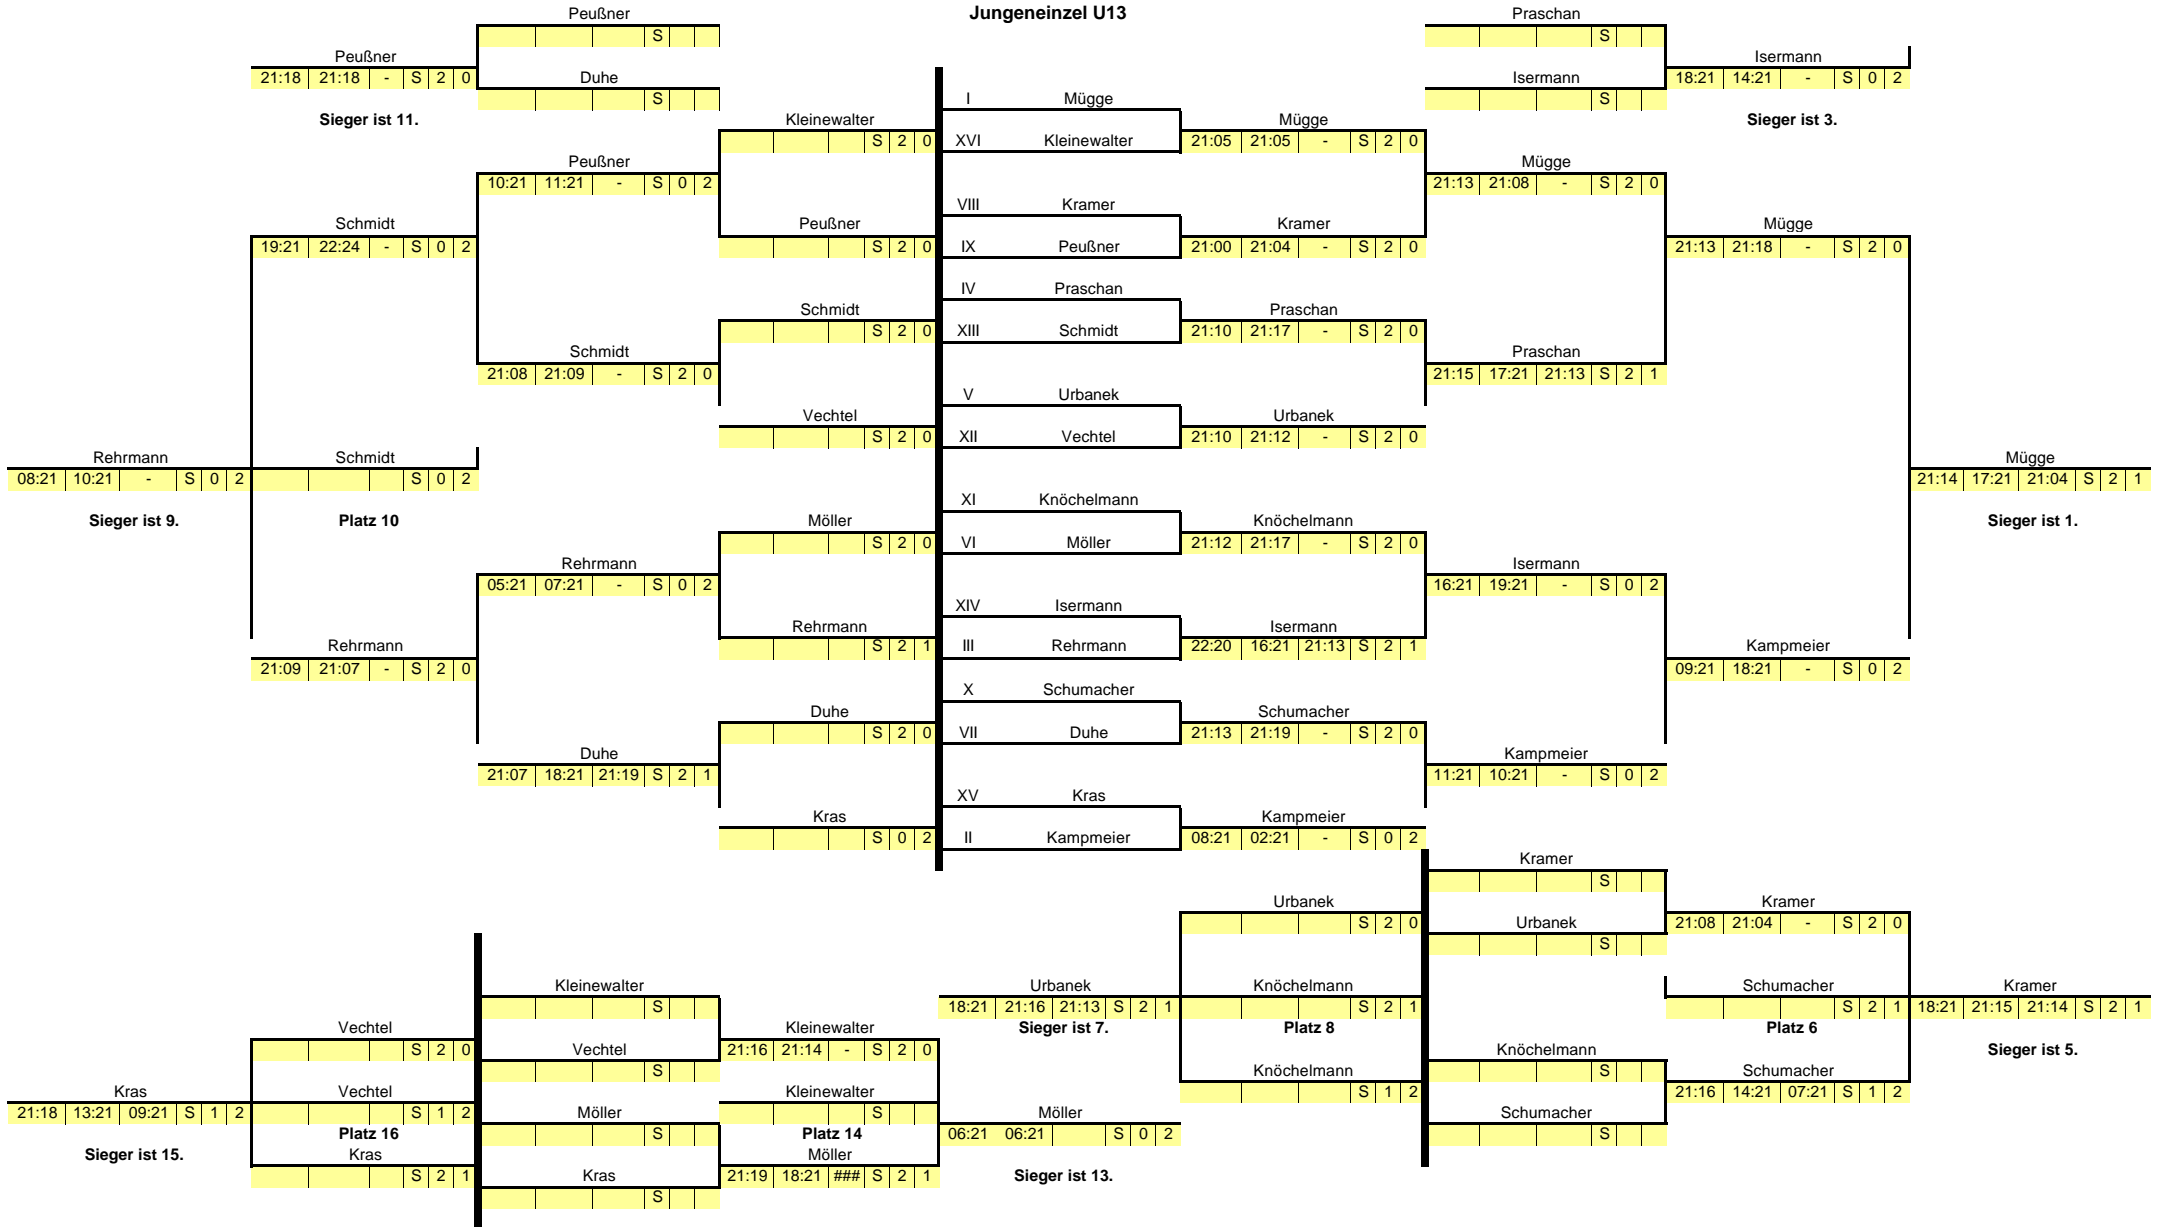 Peußner Jungeneinzel U13 Praschan
S S
Peußner Isermann
21:18 21:18 - S 2 0 Duhe Isermann 18:21 14:21 - S 0 2
S I Mügge S
Sieger ist 11. Kleinewalter Mügge Sieger ist 3.
S 2 0 XVI Kleinewalter 21:05 21:05 - S 2 0
Peußner Mügge
10:21 11:21 - S 0 2 21:13 21:08 - S 2 0
VIII Kramer
Schmidt Peußner Kramer Mügge
19:21 22:24 - S 0 2 S 2 0 IX Peußner 21:00 21:04 - S 2 0 21:13 21:18 - S 2 0
IV Praschan
Schmidt Praschan
S 2 0 XIII Schmidt 21:10 21:17 - S 2 0
Schmidt Praschan
21:08 21:09 - S 2 0 21:15 17:21 21:13 S 2 1
V Urbanek
Vechtel Urbanek
S 2 0 XII Vechtel 21:10 21:12 - S 2 0
Rehrmann Schmidt Mügge
08:21 10:21 - S 0 2 S 0 2 21:14 17:21 21:04 S 2 1
XI Knöchelmann
Sieger ist 9. Platz 10 Möller Knöchelmann Sieger ist 1.
S 2 0 VI Möller 21:12 21:17 - S 2 0
Rehrmann Isermann
05:21 07:21 - S 0 2 16:21 19:21 - S 0 2
XIV Isermann
Rehrmann Isermann
Rehrmann S 2 1 III Rehrmann 22:20 16:21 21:13 S 2 1 Kampmeier
21:09 21:07 - S 2 0 09:21 18:21 - S 0 2
X Schumacher
Duhe Schumacher
S 2 0 VII Duhe 21:13 21:19 - S 2 0
Duhe Kampmeier
21:07 18:21 21:19 S 2 1 11:21 10:21 - S 0 2
XV Kras
Kras Kampmeier
S 0 2 II Kampmeier 08:21 02:21 - S 0 2
Kramer
S
Urbanek Kramer
S 2 0 Urbanek 21:08 21:04 - S 2 0
S
Kleinewalter Urbanek Knöchelmann Schumacher Kramer
S 18:21 21:16 21:13 S 2 1 S 2 1 S 2 1 18:21 21:15 21:14 S 2 1
Vechtel Kleinewalter Sieger ist 7. Platz 8 Platz 6
S 2 0 Vechtel 21:16 21:14 - S 2 0 Knöchelmann Sieger ist 5.
S Knöchelmann S Schumacher
Kras Vechtel Kleinewalter S 1 2 21:16 14:21 07:21 S 1 2
21:18 13:21 09:21 S 1 2 S 1 2 Möller S Möller Schumacher
Platz 16 S Platz 14 06:21 06:21 S 0 2 S
Sieger ist 15. Kras Möller
S 2 1 Kras 21:19 18:21 ### S 2 1 Sieger ist 13.
S